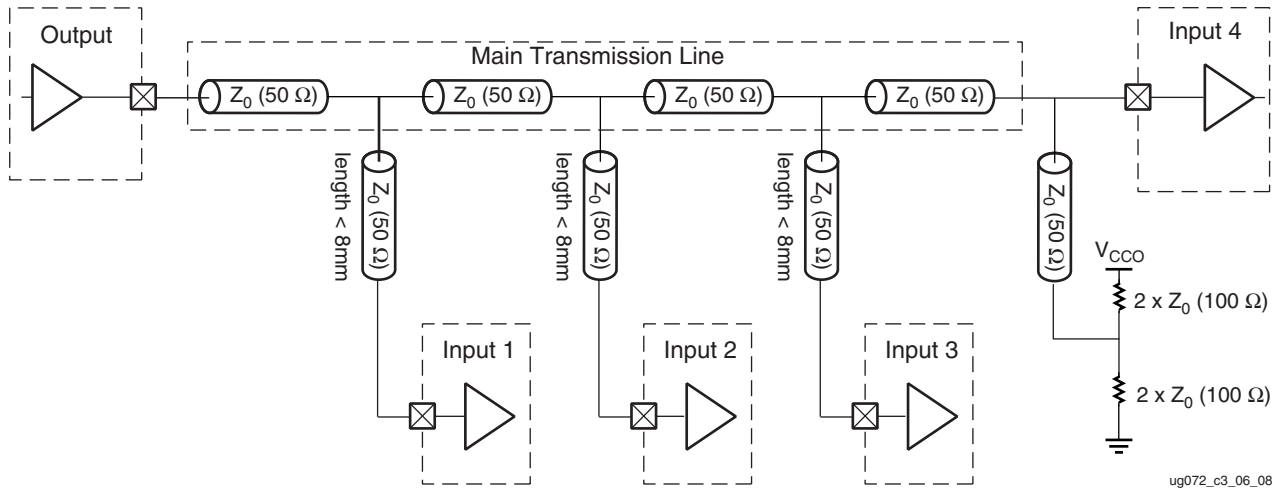 Output
Main Transmission Line
Input 4
Z0 (50 Ω)
Z0 (50 Ω)
Z0 (50 Ω)
Z0 (50 Ω)
length < 8mm
Z0 (50 Ω)
length < 8mm
Z0 (50 Ω)
length < 8mm
Z0 (50 Ω)
Z0 (50 Ω)
VCCO
2 x Z0 (100 Ω)
2 x Z0 (100 Ω)
Input 1
Input 2
Input 3
ug072_c3_06_08